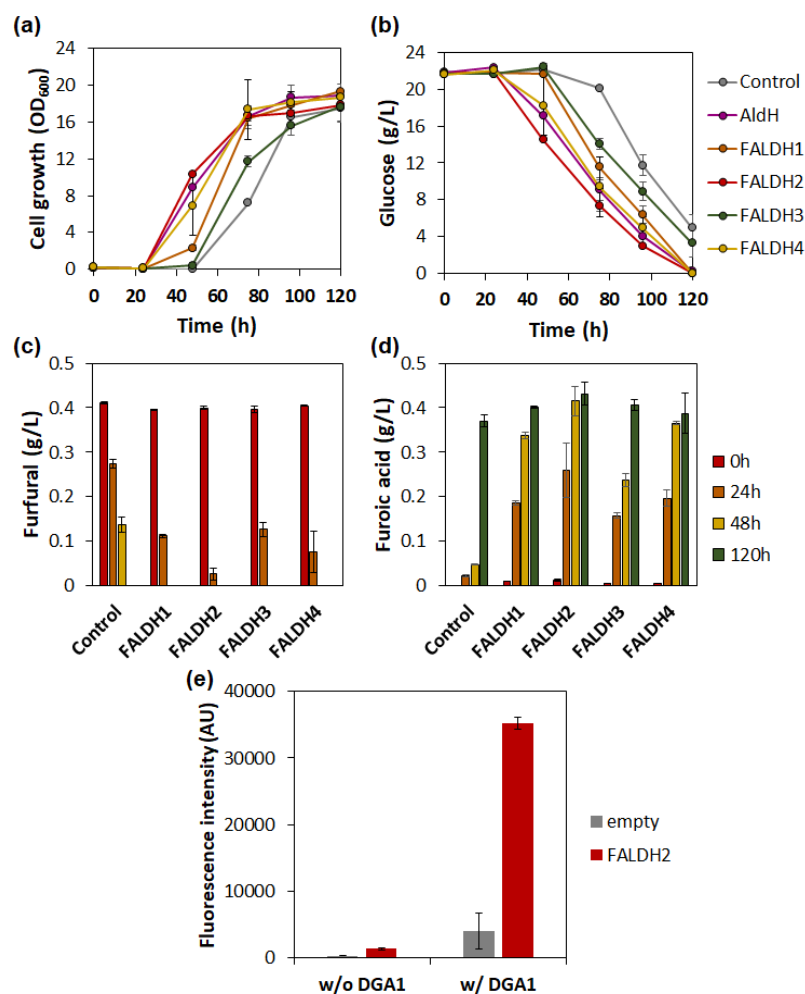 (a)
(b)
24
20
16
12
8
4
0
Cell growth (OD600)
0 20 40 60 80 100 120
Time (h)
24
20
16
12
8
4
0
Glucose (g/L)
0 20 40 60 80 100 120
Time (h)
Control
AldH
FALDH1
FALDH2
FALDH3
FALDH4
(c)
(d)
0.5
0.4
0.3
0.2
0.1
0
Furfural (g/L)
Control FALDH1 FALDH2 FALDH3 FALDH4
0.5
0.4
0.3
0.2
0.1
0
Furoic acid (g/L)
Control FALDH1 FALDH2 FALDH3 FALDH4
0h
24h
48h
120h
(e)
40000
30000
20000
10000
0
Fluorescence intensity (AU)
w/o DGA1 w/ DGA1
empty
FALDH2